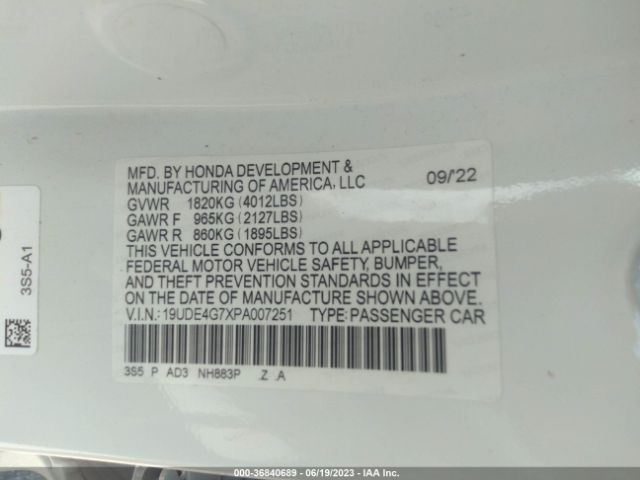 MFD. BY HONDA DEVELOPMENT &
MANUFACTURING OF AMERICA, LLC 09/'22
GVWR 1820KG (4012LBS)
GAWR F 965KG (2127LBS)
GAWR R 860KG (1895LBS)
THIS VEHICLE CONFORMS TO ALL APPLICABLE
FEDERAL MOTOR VEHICLE SAFETY, BUMPER,
AND THEFT PREVENTION STANDARDS IN EFFECT
ON THE DATE OF MANUFACTURE SHOWN ABOVE.
V.I.N.: 19UDE4G7XPA007251 TYPE: PASSENGER CAR
3S5 P AD3 NH883P .Z .A
3S5-A1
000-36840689 - 06/19/2023 - IAA Inc.